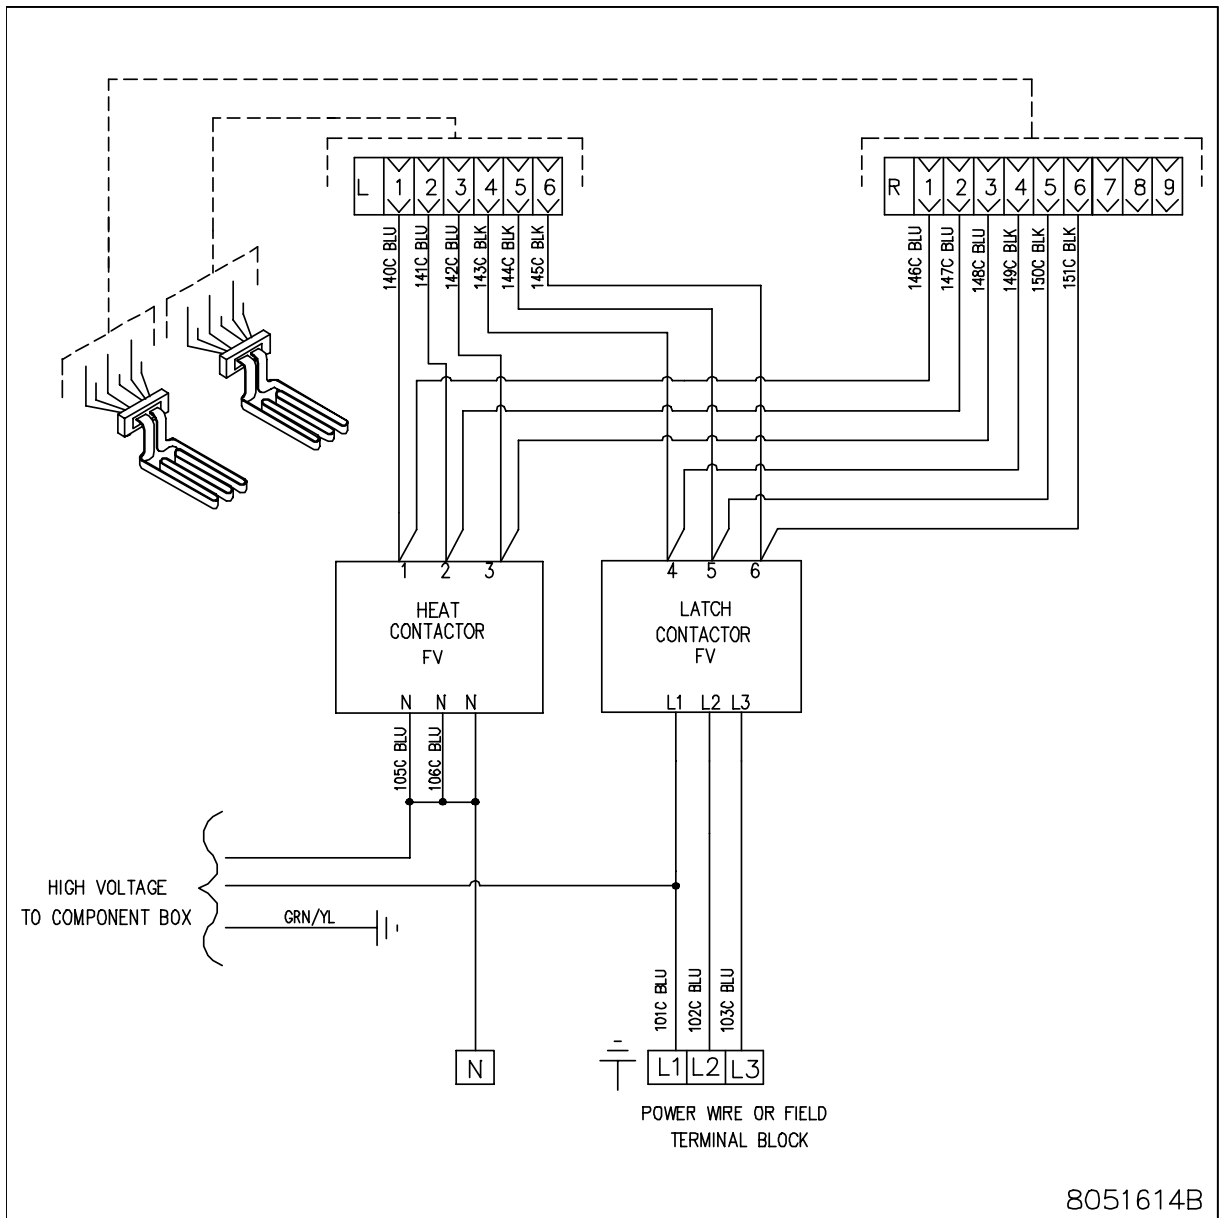 L 1 2 3 4 5 6
R 1 2 3 4 5 6 7 8 9
140C BLU
141C BLU
142C BLU
143C BLK
144C BLK
145C BLK
146C BLU
147C BLU
148C BLU
149C BLK
150C BLK
151C BLK
1 2 3
HEAT
CONTACTOR
FV
N N N
4 5 6
LATCH
CONTACTOR
FV
L1 L2 L3
105C BLU
106C BLU
HIGH VOLTAGE
TO COMPONENT BOX
GRN/YL
101C BLU
102C BLU
103C BLU
N
L1 L2 L3
POWER WIRE OR FIELD
TERMINAL BLOCK
8051614B